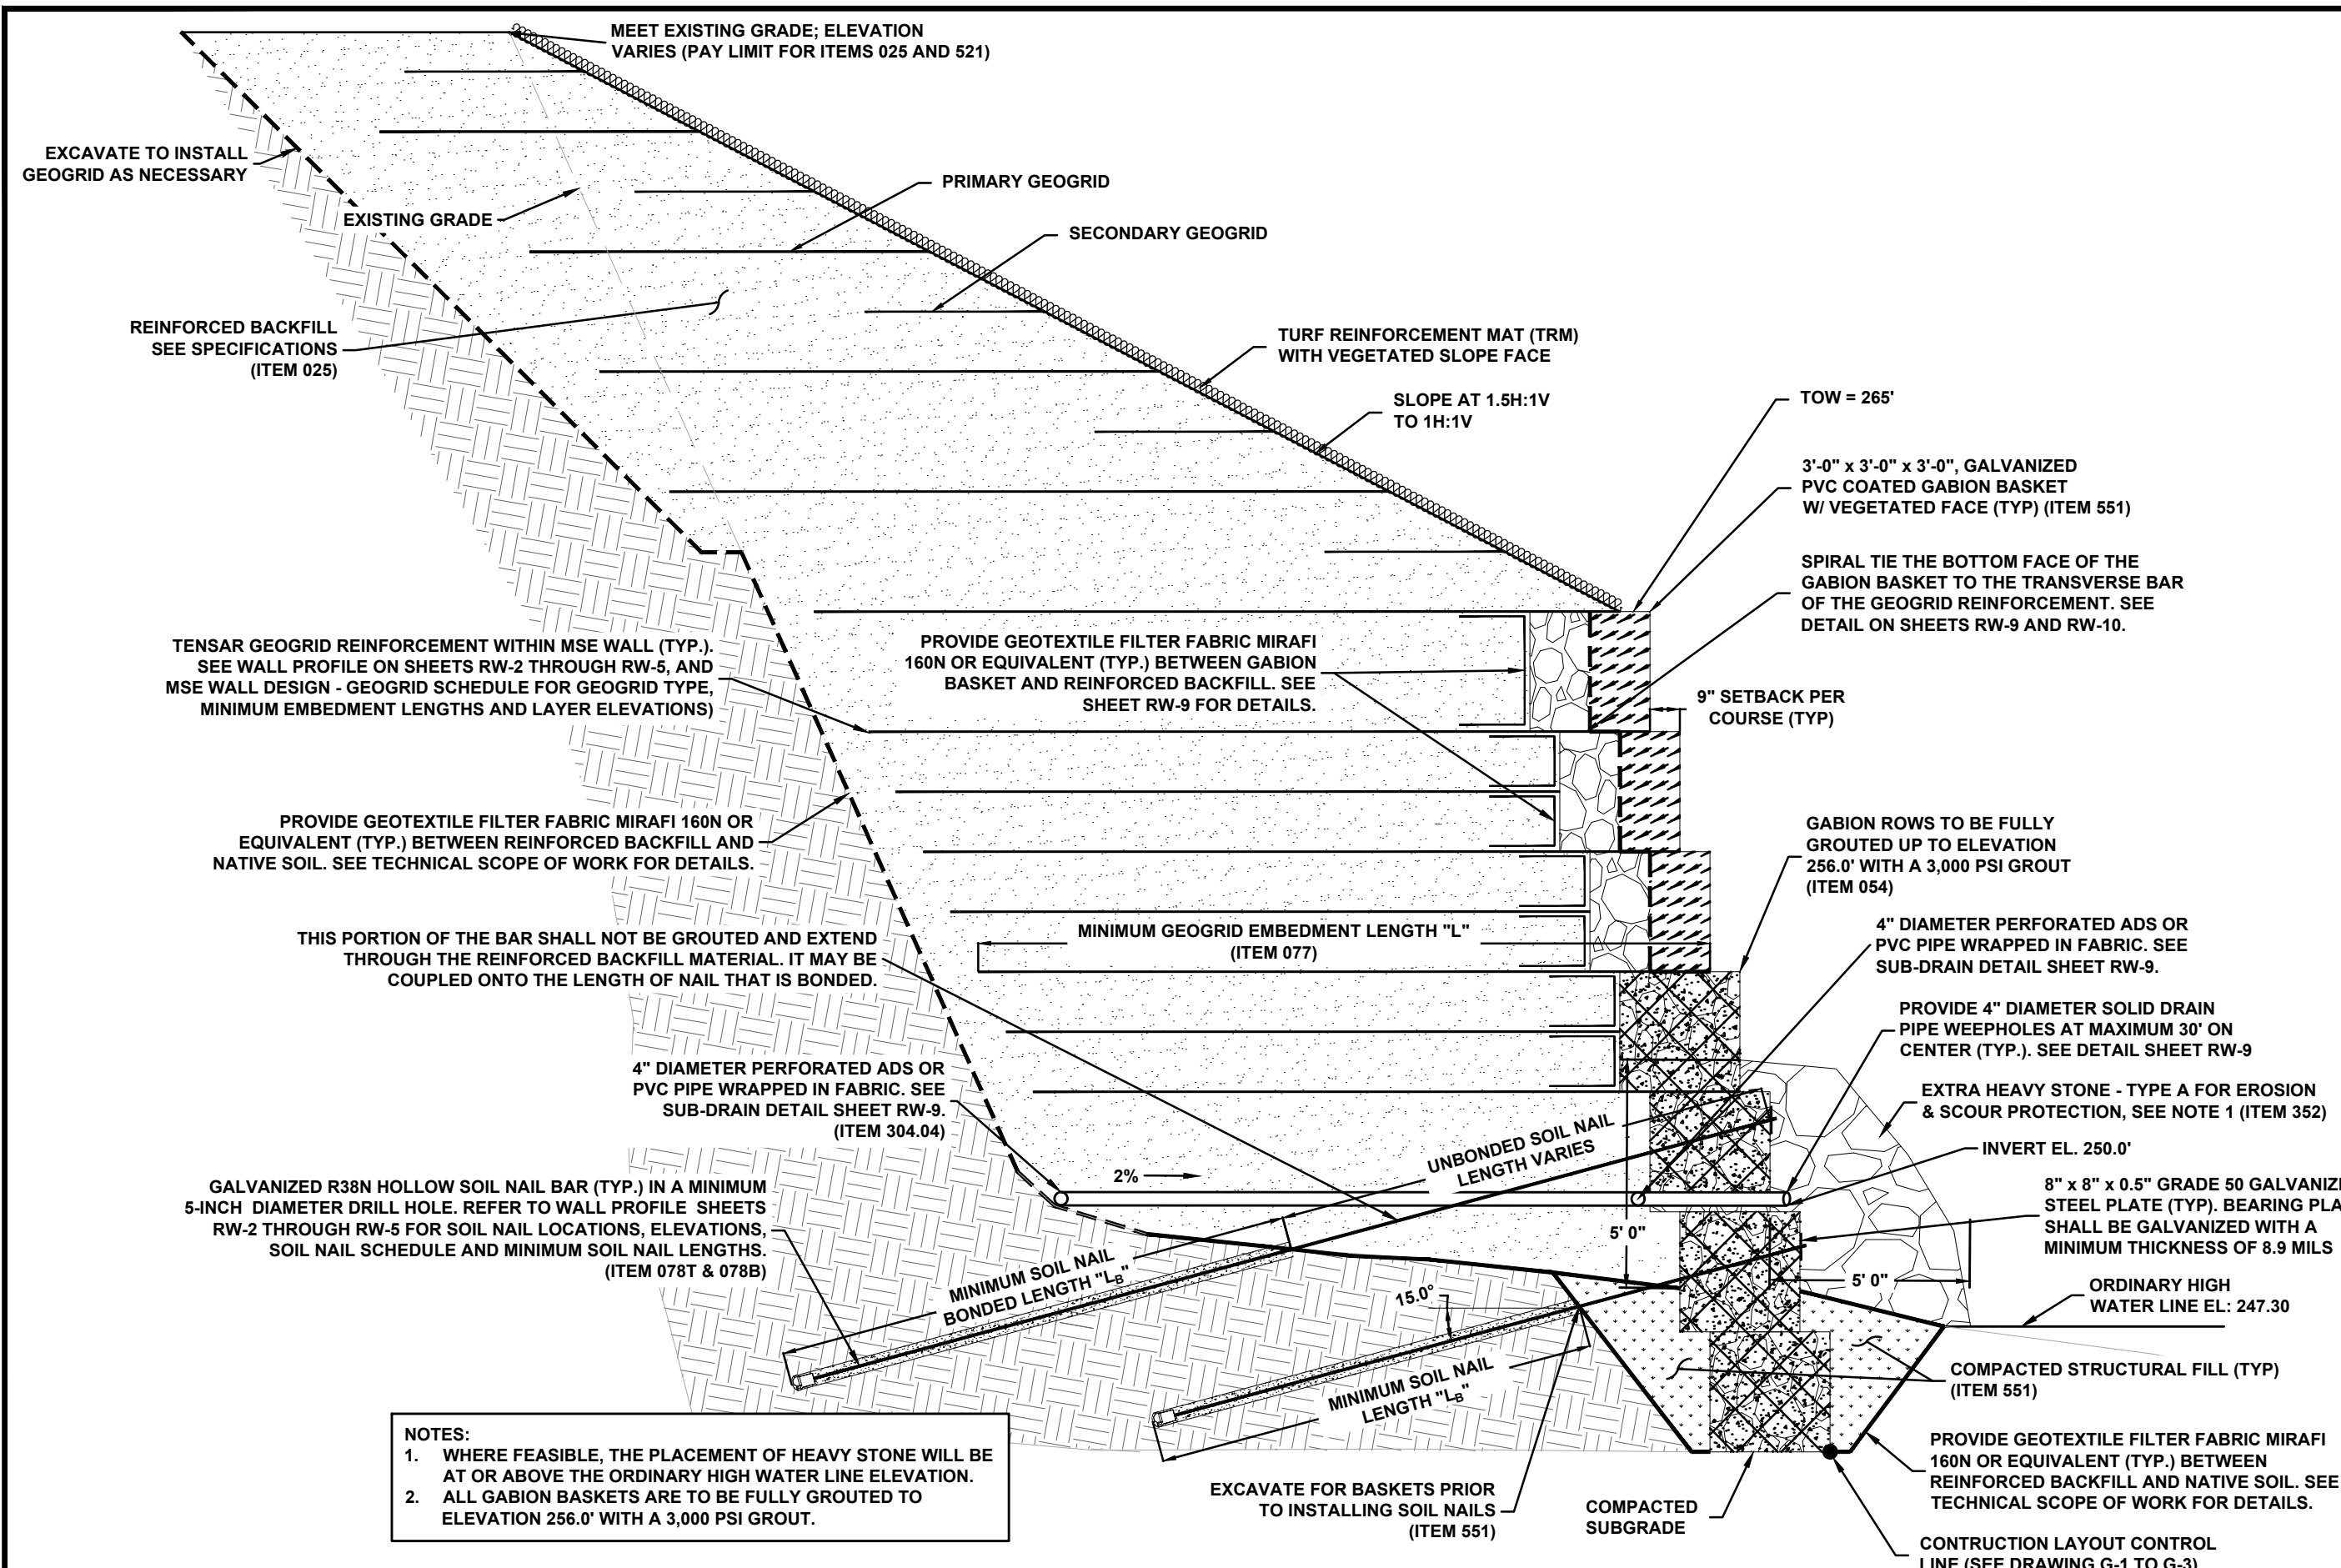 MEET EXISTING GRADE; ELEVATION
VARIES (PAY LIMIT FOR ITEMS 025 AND 521)
EXCAVATE TO INSTALL
GEOGRID AS NECESSARY
EXISTING GRADE
PRIMARY GEOGRID
SECONDARY GEOGRID
REINFORCED BACKFILL
SEE SPECIFICATIONS
(ITEM 025)
TURF REINFORCEMENT MAT (TRM)
WITH VEGETATED SLOPE FACE
SLOPE AT 1.5H:1V
TO 1H:1V
TOW = 265'
3'-0" x 3'-0" x 3'-0", GALVANIZED
PVC COATED GABION BASKET
W/ VEGETATED FACE (TYP) (ITEM 551)
SPIRAL TIE THE BOTTOM FACE OF THE
GABION BASKET TO THE TRANSVERSE BAR
OF THE GEOGRID REINFORCEMENT. SEE
DETAIL ON SHEETS RW-9 AND RW-10.
TENSAR GEOGRID REINFORCEMENT WITHIN MSE WALL (TYP.).
SEE WALL PROFILE ON SHEETS RW-2 THROUGH RW-5, AND
MSE WALL DESIGN - GEOGRID SCHEDULE FOR GEOGRID TYPE,
MINIMUM EMBEDMENT LENGTHS AND LAYER ELEVATIONS)
PROVIDE GEOTEXTILE FILTER FABRIC MIRAFI
160N OR EQUIVALENT (TYP.) BETWEEN GABION
BASKET AND REINFORCED BACKFILL. SEE
SHEET RW-9 FOR DETAILS.
9" SETBACK PER
COURSE (TYP)
PROVIDE GEOTEXTILE FILTER FABRIC MIRAFI 160N OR
EQUIVALENT (TYP.) BETWEEN REINFORCED BACKFILL AND
NATIVE SOIL. SEE TECHNICAL SCOPE OF WORK FOR DETAILS.
GABION ROWS TO BE FULLY
GROUTED UP TO ELEVATION
256.0' WITH A 3,000 PSI GROUT
(ITEM 054)
THIS PORTION OF THE BAR SHALL NOT BE GROUTED AND EXTEND
THROUGH THE REINFORCED BACKFILL MATERIAL. IT MAY BE
COUPLED ONTO THE LENGTH OF NAIL THAT IS BONDED.
MINIMUM GEOGRID EMBEDMENT LENGTH "L"
(ITEM 077)
4" DIAMETER PERFORATED ADS OR
PVC PIPE WRAPPED IN FABRIC. SEE
SUB-DRAIN DETAIL SHEET RW-9.
PROVIDE 4" DIAMETER SOLID DRAIN
PIPE WEEPHOLES AT MAXIMUM 30' ON
CENTER (TYP.). SEE DETAIL SHEET RW-9
4" DIAMETER PERFORATED ADS OR
PVC PIPE WRAPPED IN FABRIC. SEE
SUB-DRAIN DETAIL SHEET RW-9.
(ITEM 304.04)
EXTRA HEAVY STONE - TYPE A FOR EROSION
& SCOUR PROTECTION, SEE NOTE 1 (ITEM 352)
UNBONDED SOIL NAIL
LENGTH VARIES
INVERT EL. 250.0'
2%
GALVANIZED R38N HOLLOW SOIL NAIL BAR (TYP.) IN A MINIMUM
5-INCH DIAMETER DRILL HOLE. REFER TO WALL PROFILE SHEETS
RW-2 THROUGH RW-5 FOR SOIL NAIL LOCATIONS, ELEVATIONS,
SOIL NAIL SCHEDULE AND MINIMUM SOIL NAIL LENGTHS.
(ITEM 078T & 078B)
8" x 8" x 0.5" GRADE 50 GALVANIZE
STEEL PLATE (TYP). BEARING PLA
SHALL BE GALVANIZED WITH A
MINIMUM THICKNESS OF 8.9 MILS
5' 0"
5' 0"
MINIMUM SOIL NAIL
BONDED LENGTH "LB"
15.0°
ORDINARY HIGH
WATER LINE EL: 247.30
MINIMUM SOIL NAIL
LENGTH "LB"
COMPACTED STRUCTURAL FILL (TYP)
(ITEM 551)
NOTES:
1. WHERE FEASIBLE, THE PLACEMENT OF HEAVY STONE WILL BE
AT OR ABOVE THE ORDINARY HIGH WATER LINE ELEVATION.
2. ALL GABION BASKETS ARE TO BE FULLY GROUTED TO
ELEVATION 256.0' WITH A 3,000 PSI GROUT.
EXCAVATE FOR BASKETS PRIOR
TO INSTALLING SOIL NAILS
(ITEM 551)
COMPACTED
SUBGRADE
PROVIDE GEOTEXTILE FILTER FABRIC MIRAFI
160N OR EQUIVALENT (TYP.) BETWEEN
REINFORCED BACKFILL AND NATIVE SOIL. SEE
TECHNICAL SCOPE OF WORK FOR DETAILS.
CONTRUCTION LAYOUT CONTROL
LINE (SEE DRAWING G-1 TO G-3)